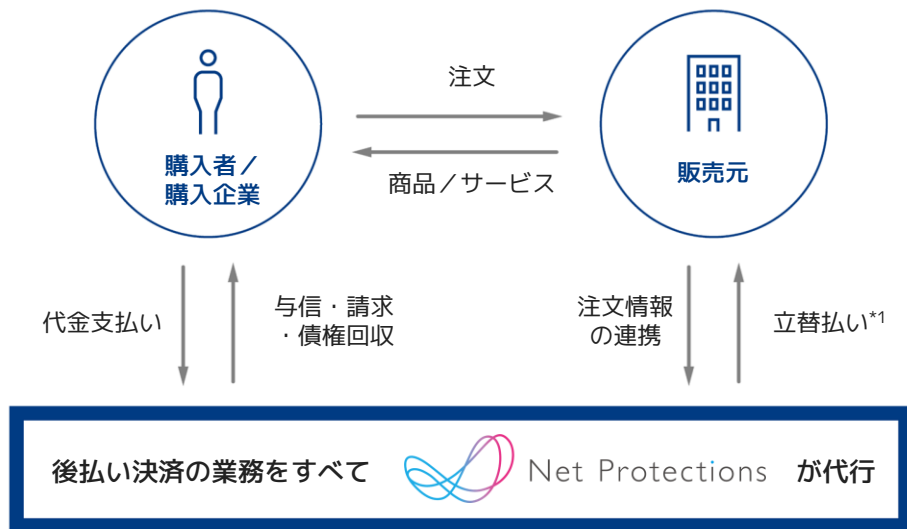 注文
購入者／
購入企業
販売元
商品／サービス
代金支払い
与信・請求
・債権回収
注文情報
の連携
立替払い*1
後払い決済の業務をすべて Net Protections が代行